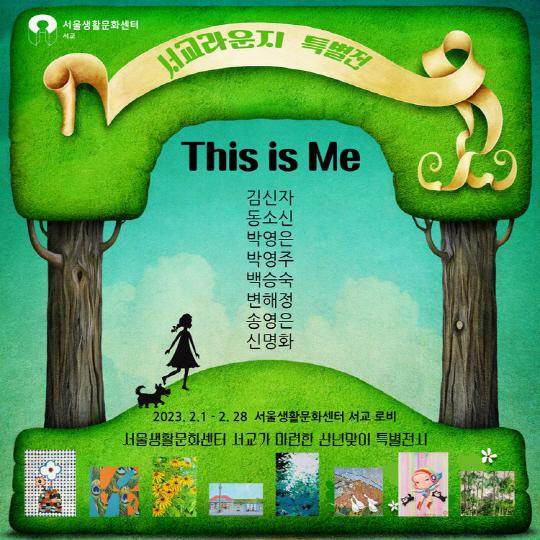 서울생활문화센터
서교
서교라운지 특별전
This is Me
김신자
동소신
박영은
박영주
백승숙
변해정
송영은
신명화
2023, 2.1 - 2. 28 서울생활문화센터 서교 로비
서울생활문화센터 서교가 마련한 신년맞이 특별전시